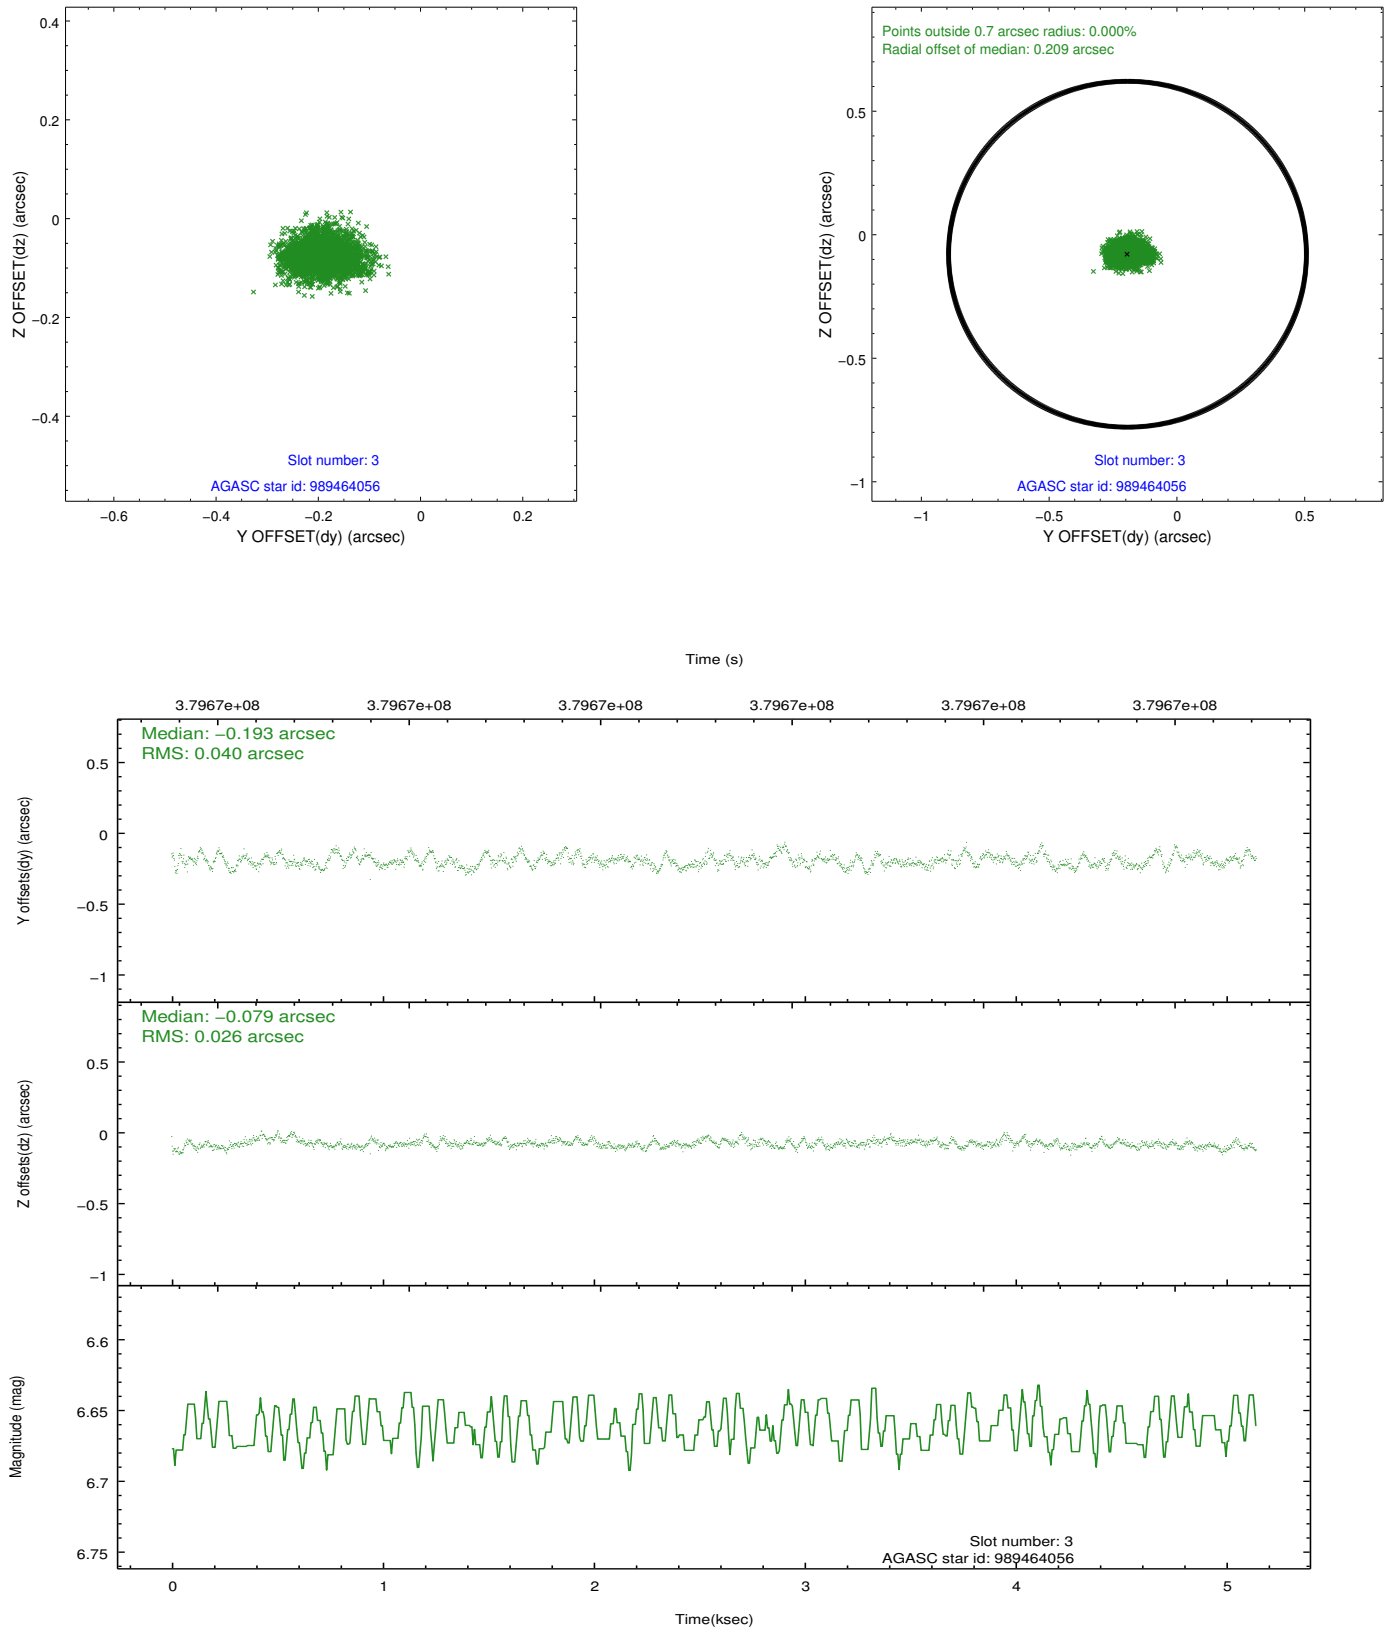 0.4
0.2
0
−0.2
−0.4
Z OFFSET(dz) (arcsec)
Slot number: 3
AGASC star id: 989464056
−0.6 −0.4 −0.2 0 0.2
Y OFFSET(dy) (arcsec)
Points outside 0.7 arcsec radius: 0.000%
Radial offset of median: 0.209 arcsec
0.5
0
−0.5
−1
Z OFFSET(dz) (arcsec)
Slot number: 3
AGASC star id: 989464056
−1 −0.5 0 0.5
Y OFFSET(dy) (arcsec)
Time (s)
3.7967e+08 3.7967e+08 3.7967e+08 3.7967e+08 3.7967e+08 3.7967e+08
Median: −0.193 arcsec
RMS: 0.040 arcsec
0.5
0
−0.5
−1
Y offsets(dy) (arcsec)
Median: −0.079 arcsec
RMS: 0.026 arcsec
0.5
0
−0.5
−1
Z offsets(dz) (arcsec)
6.6
6.65
6.7
6.75
Magnitude (mag)
Slot number: 3
AGASC star id: 989464056
0 1 2 3 4 5
Time(ksec)